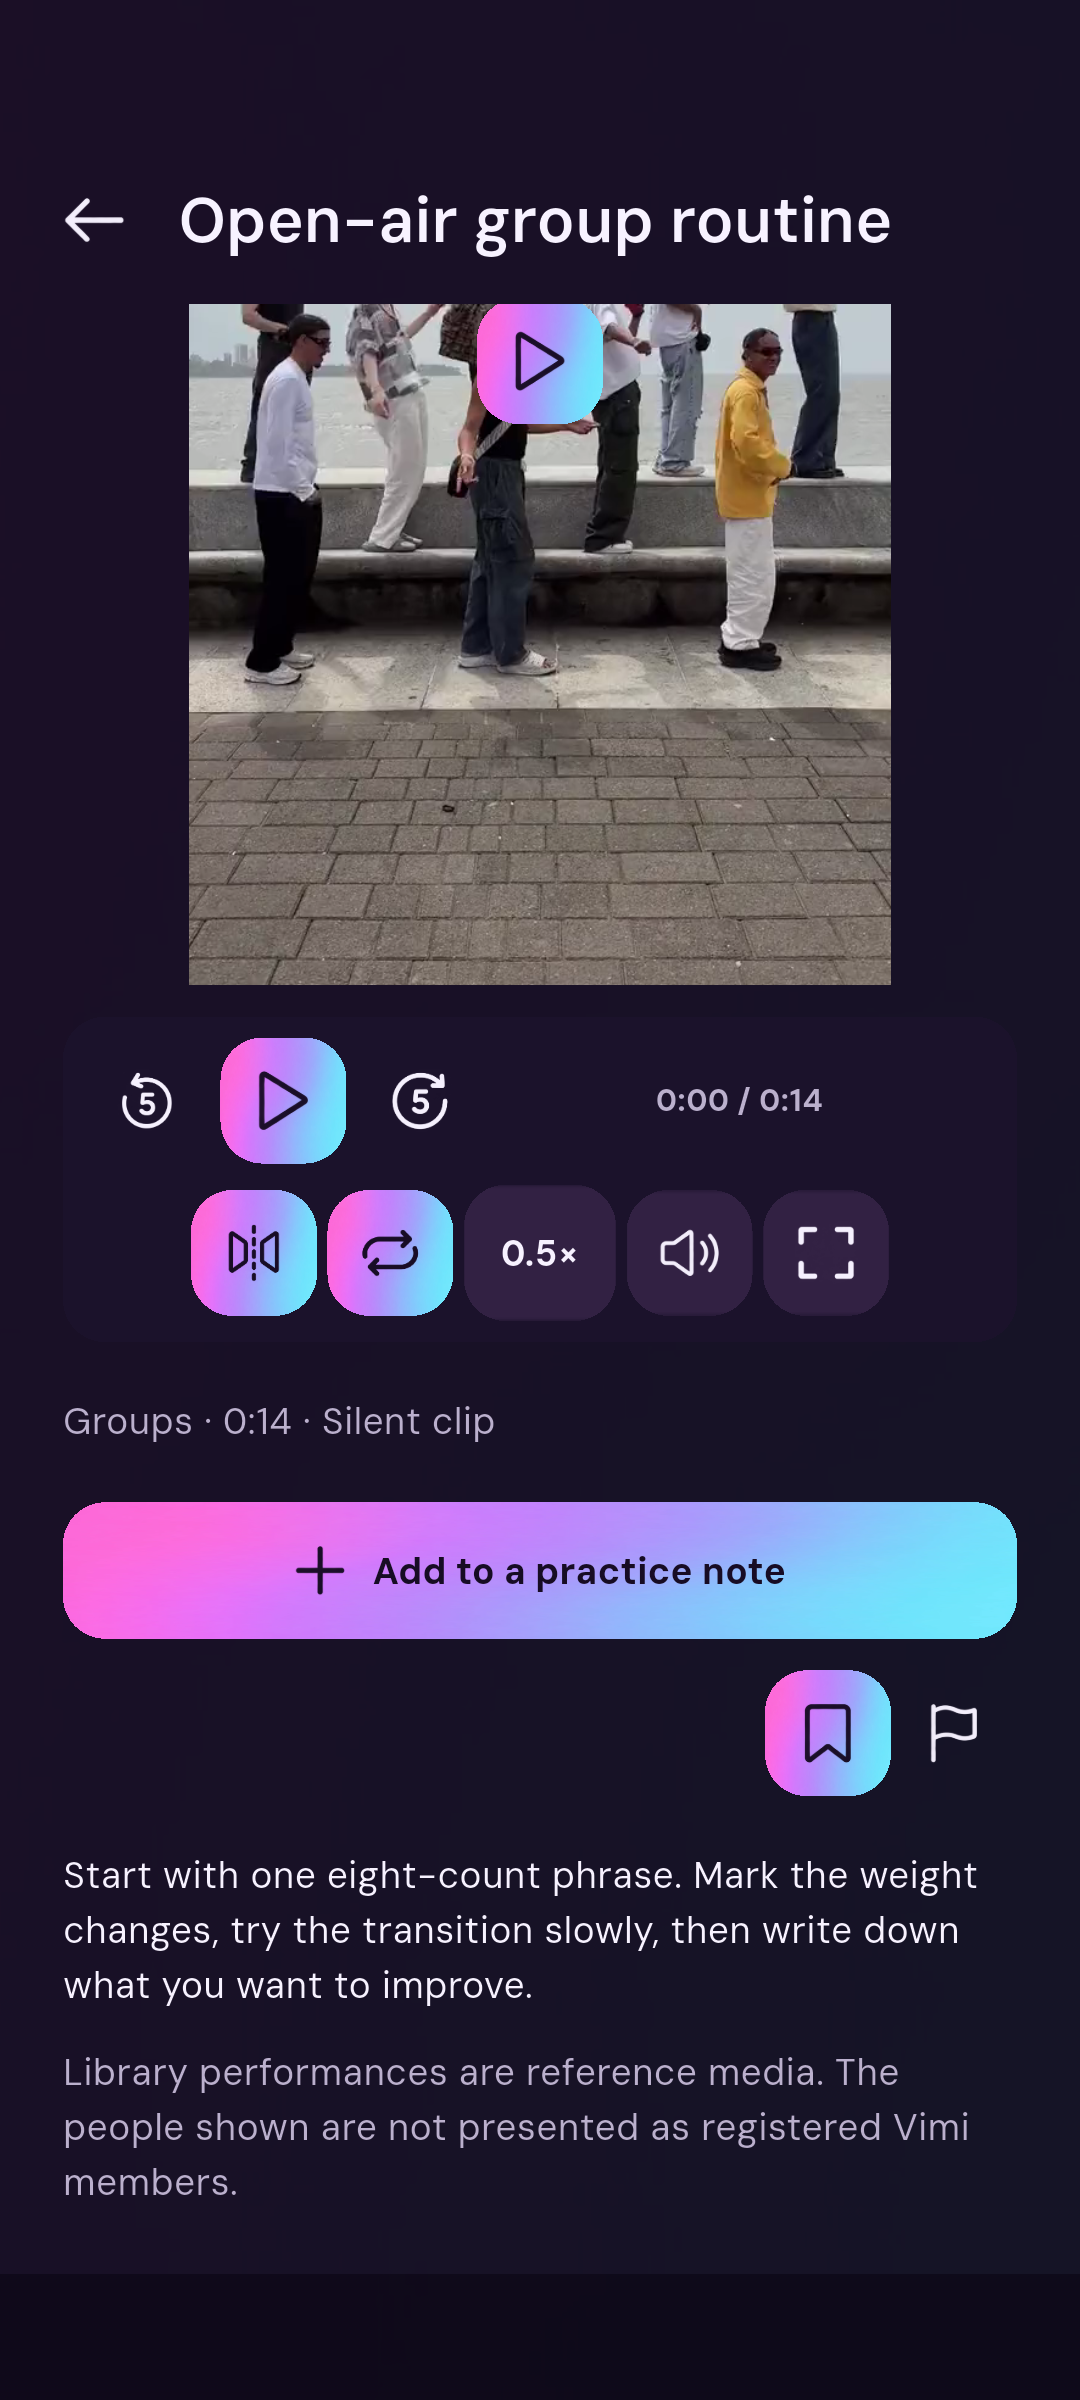 Open-air group routine
5
5
0:00 / 0:14
0.5×
Groups · 0:14 · Silent clip
Add to a practice note
Start with one eight-count phrase. Mark the weight
changes, try the transition slowly, then write down
what you want to improve.
Library performances are reference media. The
people shown are not presented as registered Vimi
members.